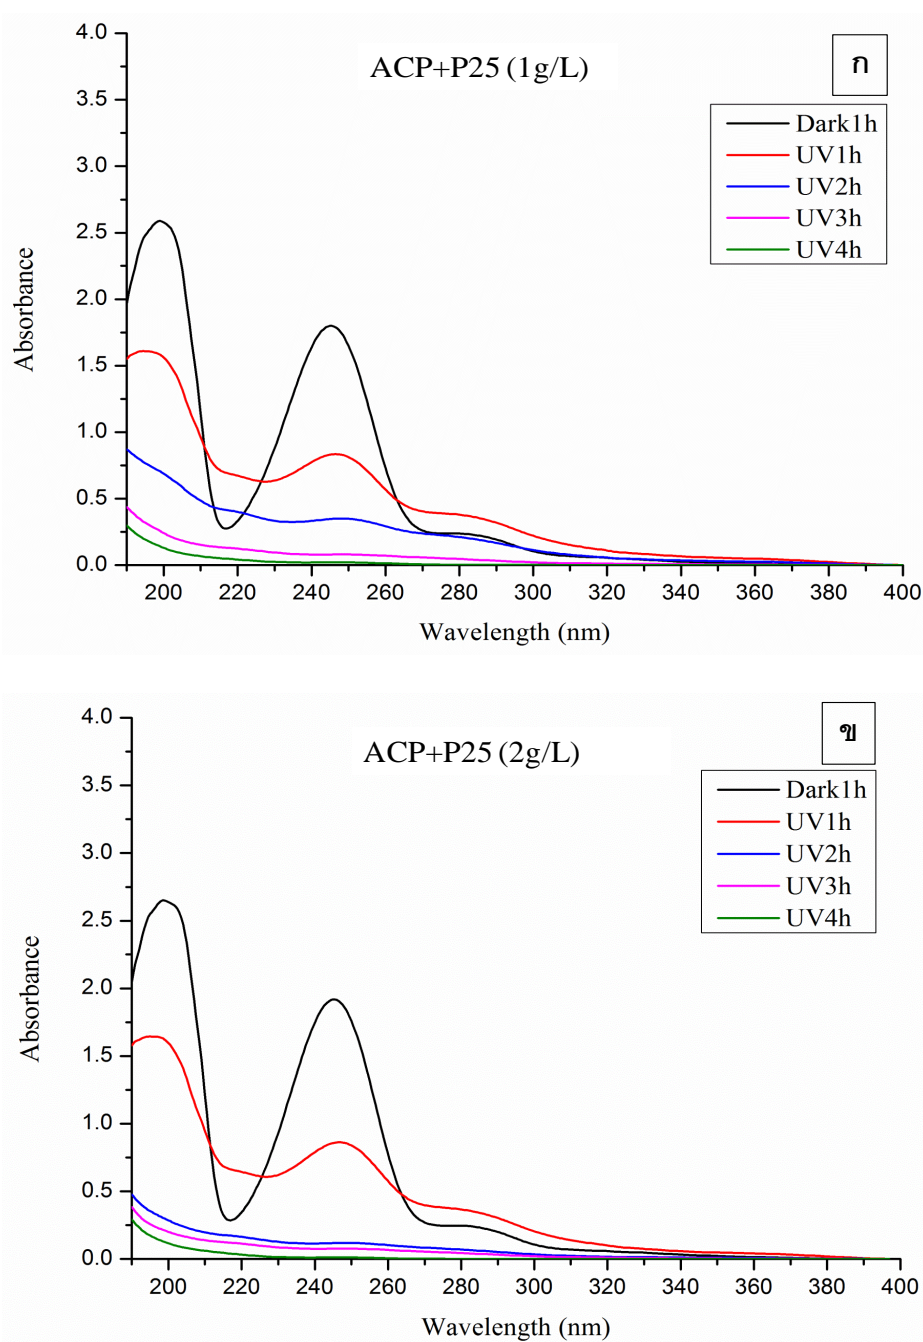 ACP+P25 (1g/L)
ก
Dark1h
UV1h
UV2h
UV3h
UV4h
4.0
3.5
3.0
2.5
2.0
1.5
1.0
0.5
0.0
Absorbance
200 220 240 260 280 300 320 340 360 380 400
Wavelength (nm)
ACP+P25 (2g/L)
ข
Dark1h
UV1h
UV2h
UV3h
UV4h
4.0
3.5
3.0
2.5
2.0
1.5
1.0
0.5
0.0
Absorbance
200 220 240 260 280 300 320 340 360 380 400
Wavelength (nm)